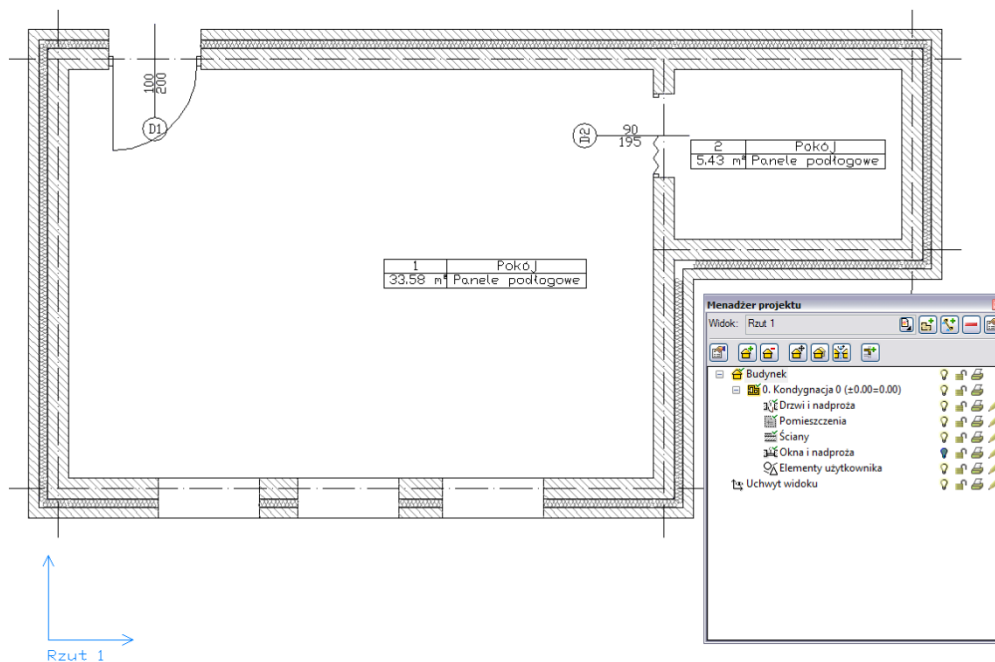 100
200
D1
D2
90
195
2 Pokój
5.43 m² Panele podłogowe
1 Pokój
33.58 m² Panele podłogowe
Menadżer projektu
Widok: Rzut 1
Budynek
0. Kondygnacja 0 (±0.00=0.00)
Drzwi i nadproża
Pomieszczenia
Ściany
Okna i nadproża
Elementy użytkownika
Uchwyt widoku
Rzut 1